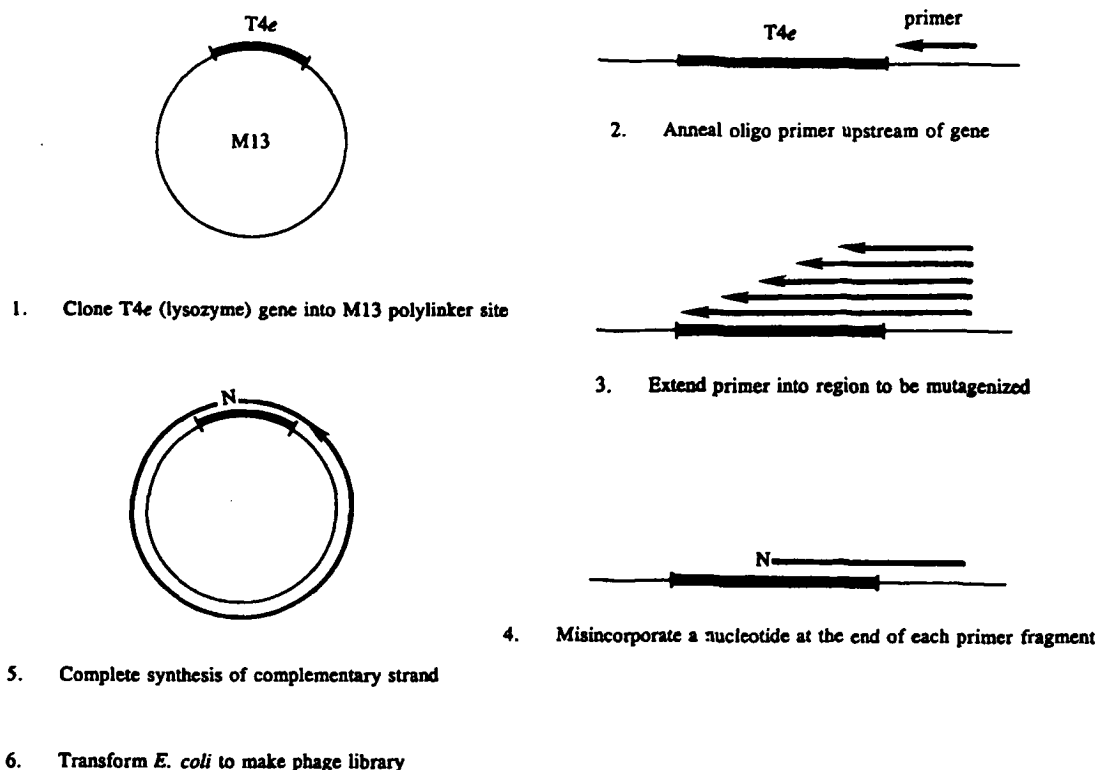 T4e
M13
1. Clone T4e (lysozyme) gene into M13 polylinker site
T4e
primer
2. Anneal oligo primer upstream of gene
3. Extend primer into region to be mutagenized
N
4. Misincorporate a nucleotide at the end of each primer fragment
N
5. Complete synthesis of complementary strand
6. Transform E. coli to make phage library